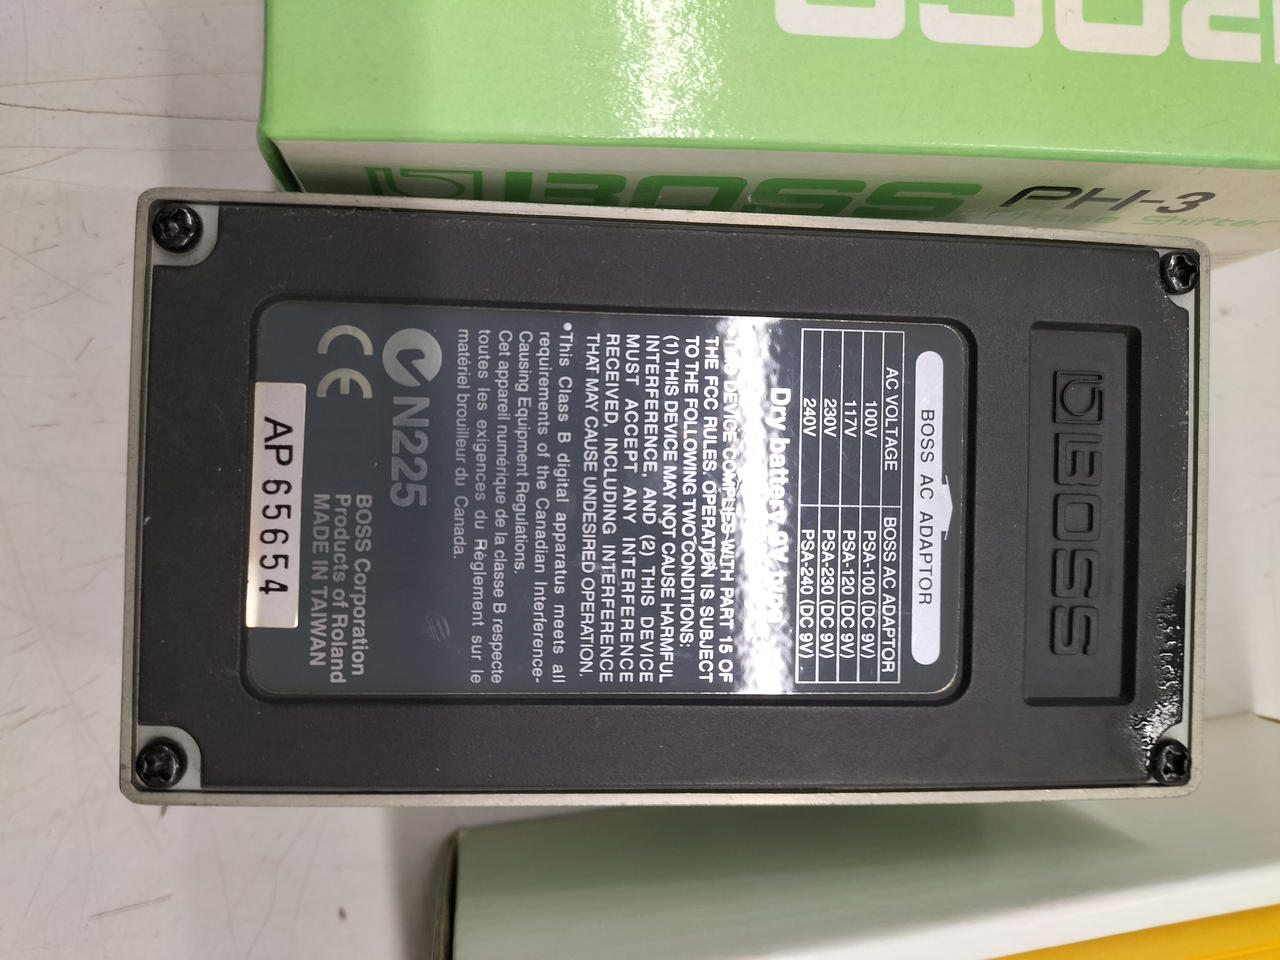 BOSS
BOSS PH-3
Phase Shifter
BOSS
BOSS AC ADAPTOR
AC VOLTAGE BOSS AC ADAPTOR
100V PSA-100 (DC 9V)
117V PSA-120 (DC 9V)
230V PSA-230 (DC 9V)
240V PSA-240 (DC 9V)
Dry battery 9V type
THIS DEVICE COMPLIES WITH PART 15 OF
THE FCC RULES. OPERATION IS SUBJECT
TO THE FOLLOWING TWO CONDITIONS:
(1) THIS DEVICE MAY NOT CAUSE HARMFUL
INTERFERENCE, AND (2) THIS DEVICE
MUST ACCEPT ANY INTERFERENCE
RECEIVED, INCLUDING INTERFERENCE
THAT MAY CAUSE UNDESIRED OPERATION.
•This Class B digital apparatus meets all
requirements of the Canadian Interference-
Causing Equipment Regulations.
Cet appareil numérique de la classe B respecte
toutes les exigences du Règlement sur le
matériel brouilleur du Canada.
N225
CE
BOSS Corporation
Products of Roland
MADE IN TAIWAN
AP65654